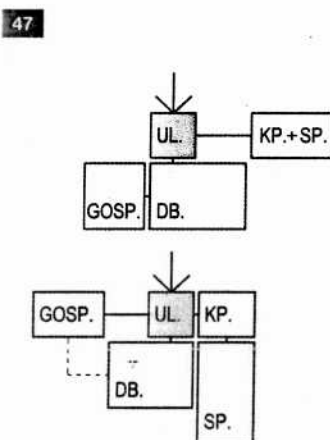 47
UL. KP.+SP.
GOSP. DB.
GOSP. UL. KP.
DB.
SP.